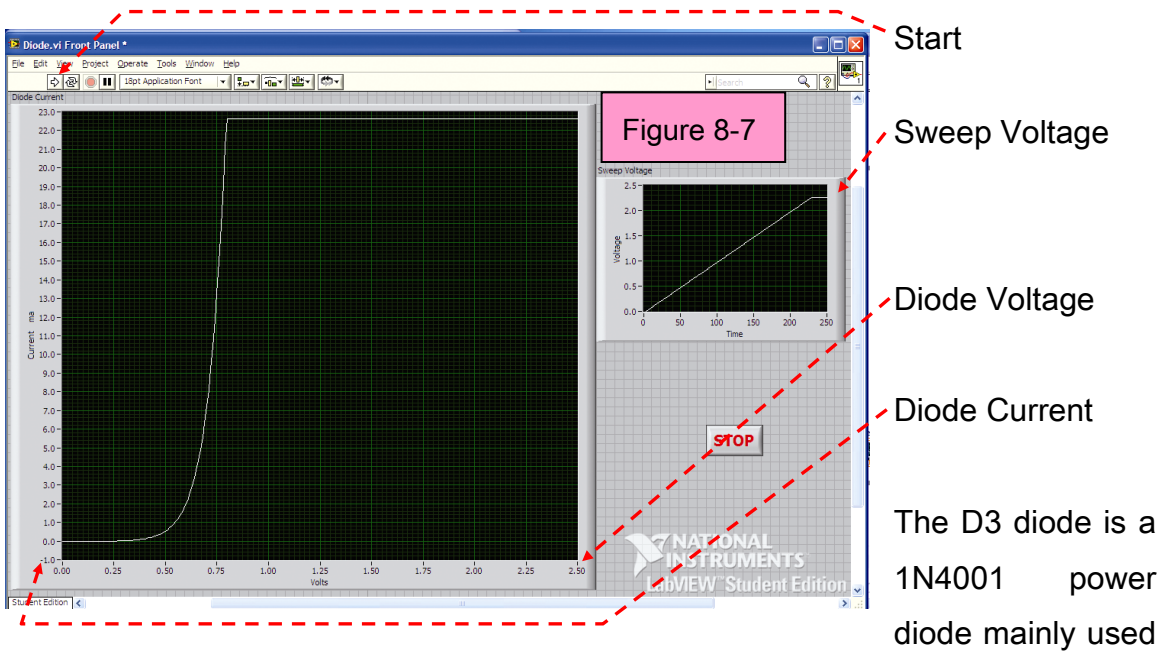 Start
Diode.vi Front Panel *
File Edit View Project Operate Tools Window Help
18pt Application Font
Search
Diode Current
Figure 8-7
Sweep Voltage
Sweep Voltage
23.0
22.0
21.0
20.0
19.0
18.0
17.0
16.0
15.0
14.0
13.0
12.0
11.0
10.0
9.0
8.0
7.0
6.0
5.0
4.0
3.0
2.0
1.0
0.0
-1.0
Current ma
0.00 0.25 0.50 0.75 1.00 1.25 1.50 1.75 2.00 2.25 2.50
Volts
2.5
2.0
1.5
1.0
0.5
0.0
Voltage
0 50 100 150 200 250
Time
Diode Voltage
Diode Current
STOP
NATIONAL
INSTRUMENTS
LabVIEW Student Edition
Student Edition
The D3 diode is a
1N4001 power
diode mainly used